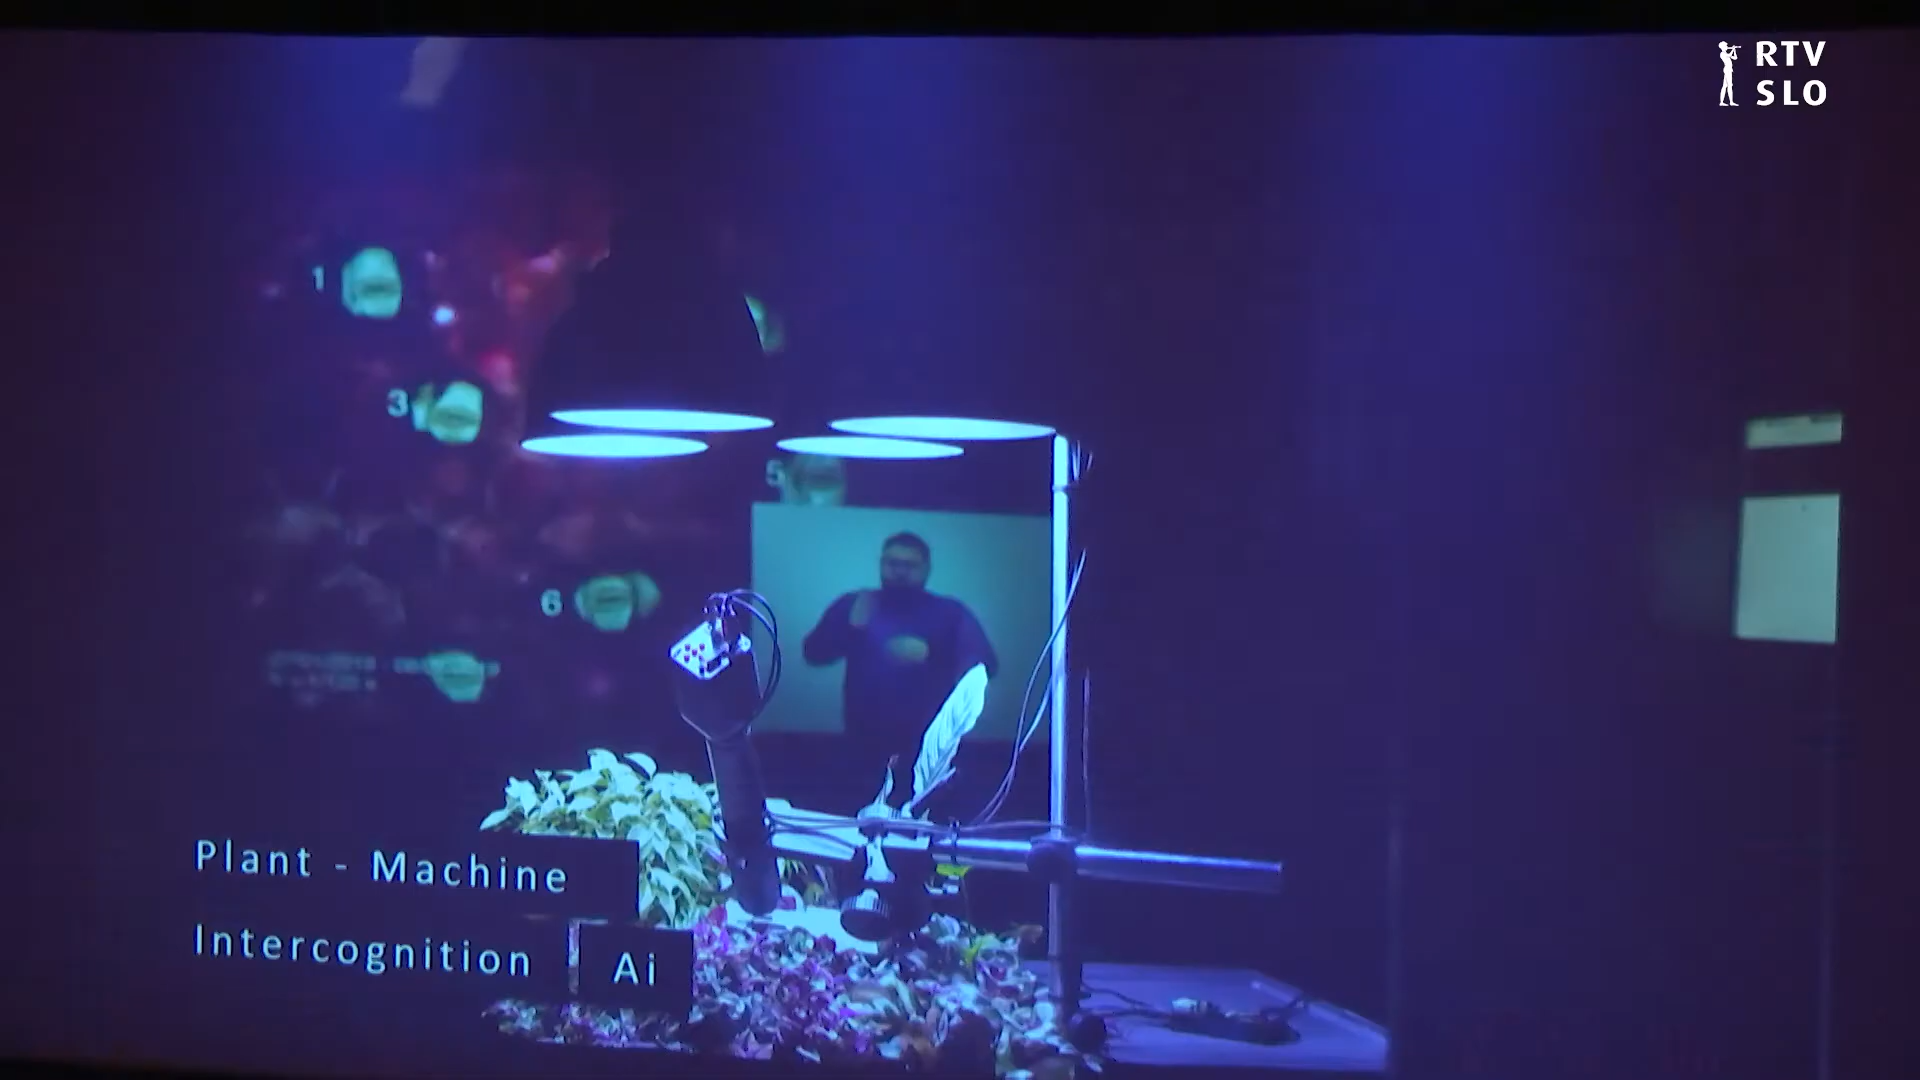 RTV
SLO
1
3
5
6
Plant - Machine
Intercognition
Ai